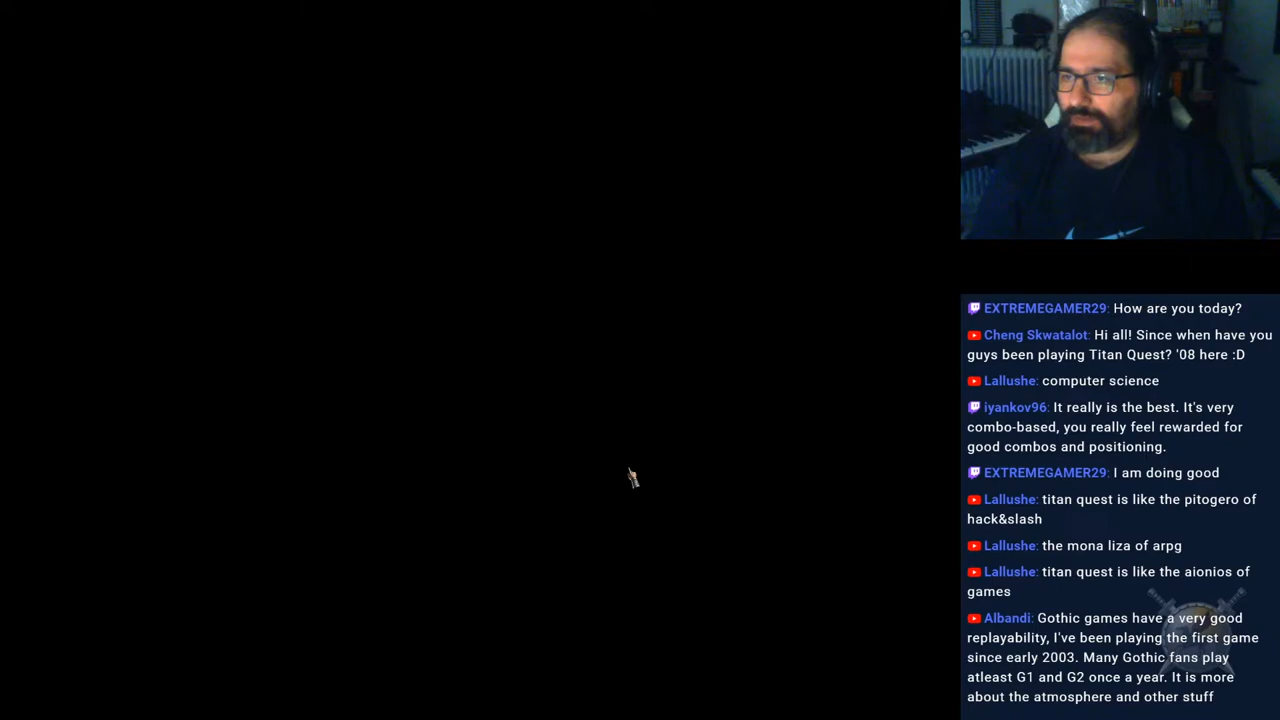 EXTREMEGAMER29: How are you today?
Cheng Skwatalot: Hi all! Since when have you
guys been playing Titan Quest? '08 here :D
Lallushe: computer science
iyankov96: It really is the best. It's very
combo-based, you really feel rewarded for
good combos and positioning.
EXTREMEGAMER29: I am doing good
Lallushe: titan quest is like the pitogero of
hack&slash
Lallushe: the mona liza of arpg
Lallushe: titan quest is like the aionios of
games
Albandi: Gothic games have a very good
replayability, I've been playing the first game
since early 2003. Many Gothic fans play
atleast G1 and G2 once a year. It is more
about the atmosphere and other stuff